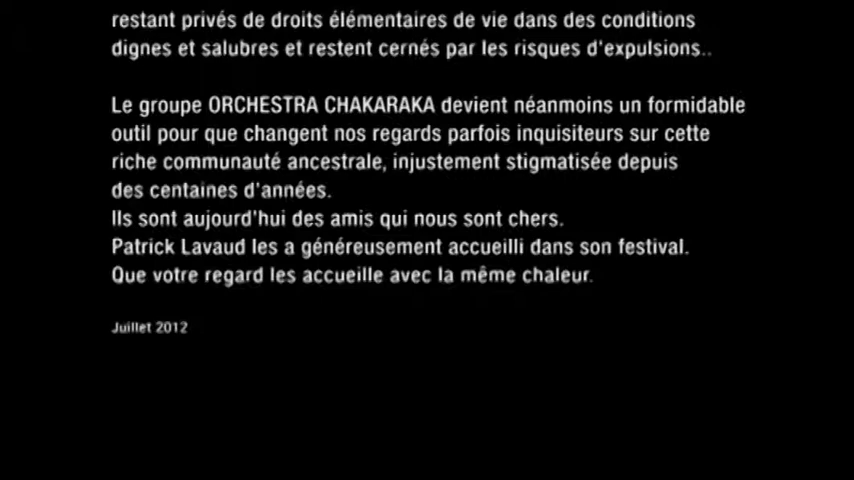 restant privés de droits élémentaires de vie dans des conditions
dignes et salubres et restent cernés par les risques d'expulsions..
Le groupe ORCHESTRA CHAKARAKA devient néanmoins un formidable
outil pour que changent nos regards parfois inquisiteurs sur cette
riche communauté ancestrale, injustement stigmatisée depuis
des centaines d'années.
Ils sont aujourd'hui des amis qui nous sont chers.
Patrick Lavaud les a généreusement accueilli dans son festival.
Que votre regard les accueille avec la même chaleur.
Juillet 2012